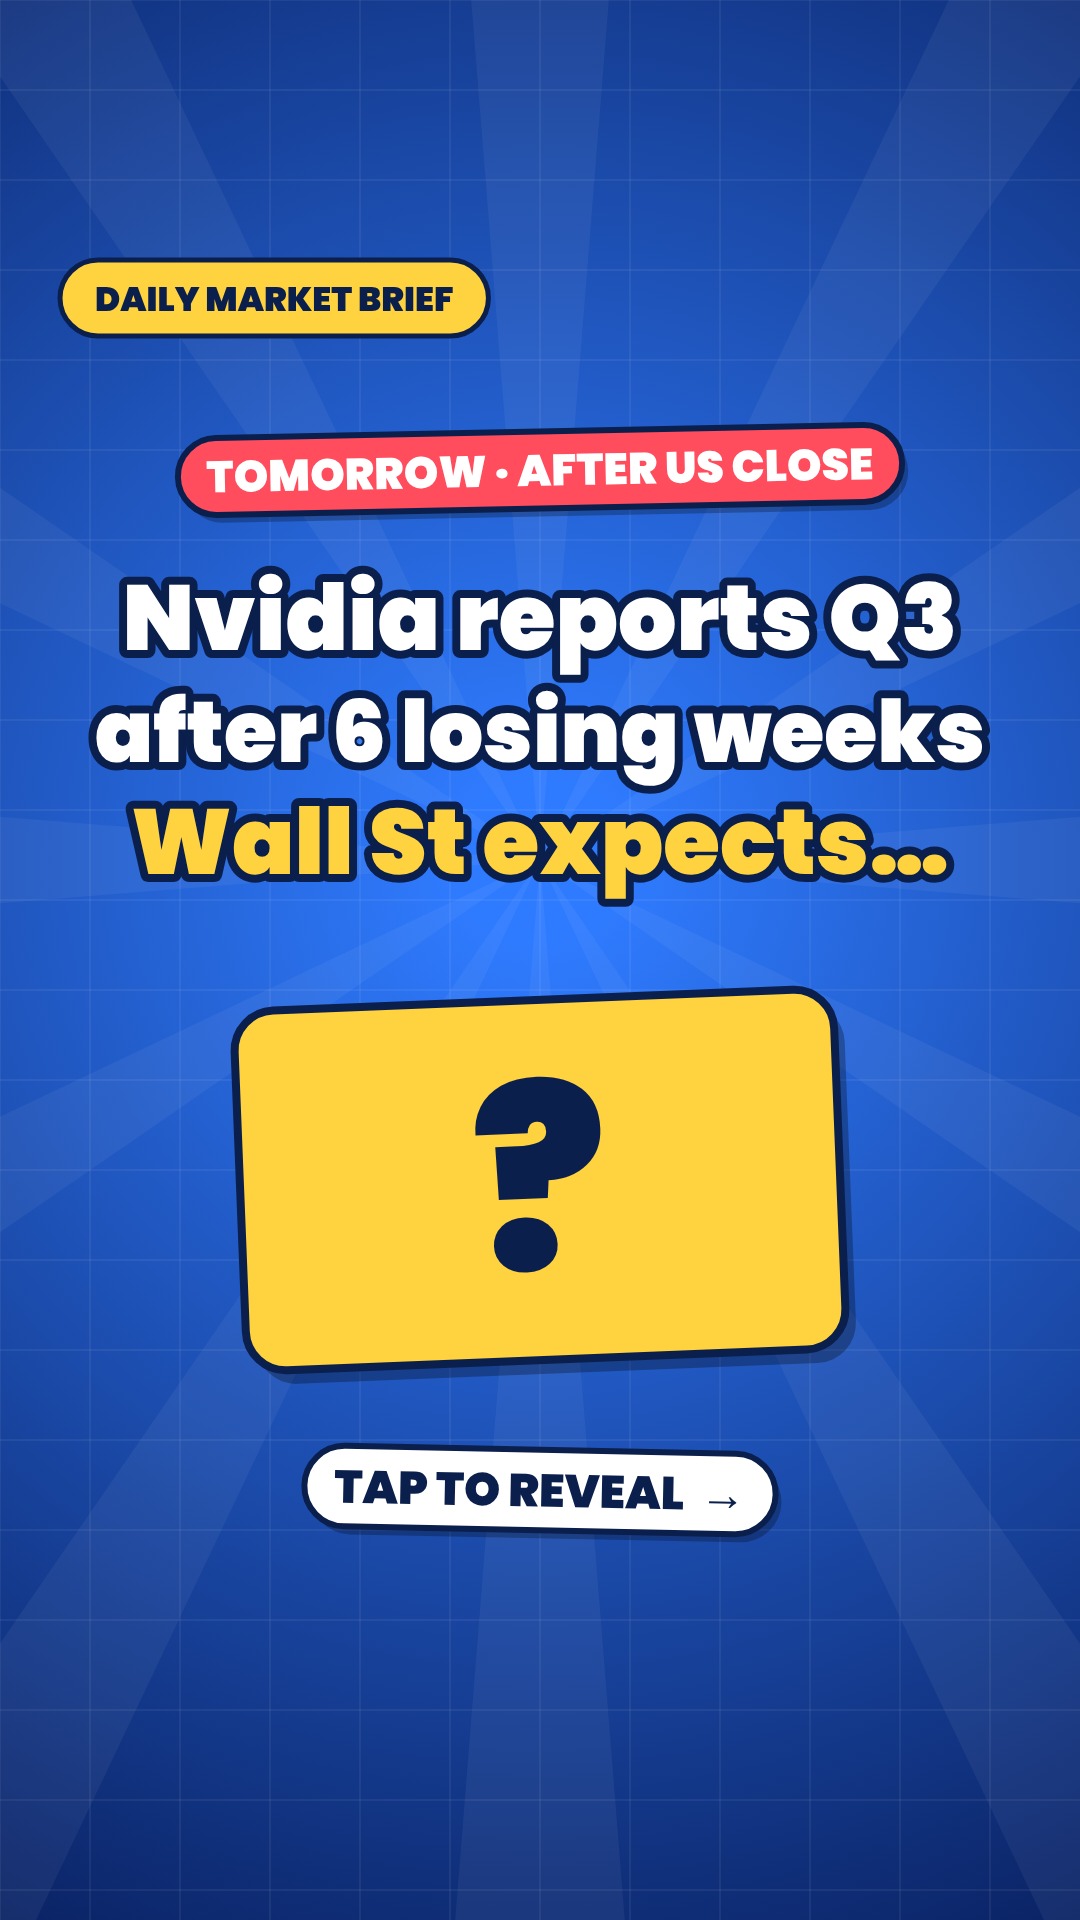 DAILY MARKET BRIEF
TOMORROW • AFTER US CLOSE
Nvidia reports Q3
after 6 losing weeks
Wall St expects...
?
TAP TO REVEAL →